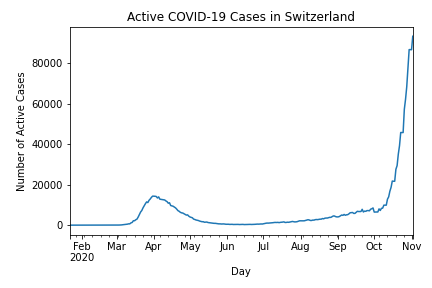 Active COVID-19 Cases in Switzerland
Number of Active Cases
80000
60000
40000
20000
0
Feb Mar Apr May Jun Jul Aug Sep Oct Nov
2020
Day